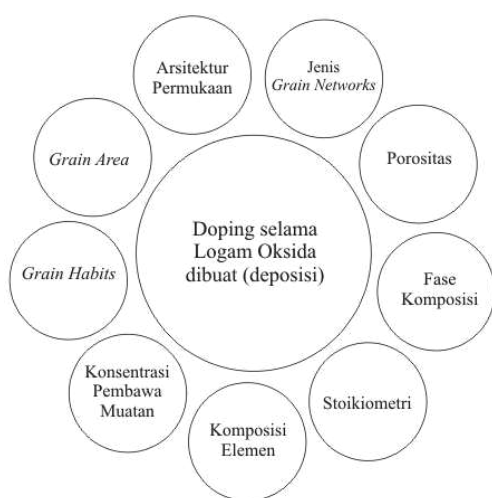 Arsitektur
Permukaan
Jenis
Grain Networks
Grain Area
Porositas
Doping selama
Logam Oksida
dibuat (deposisi)
Grain Habits
Fase
Komposisi
Konsentrasi
Pembawa
Muatan
Stoikiometri
Komposisi
Elemen